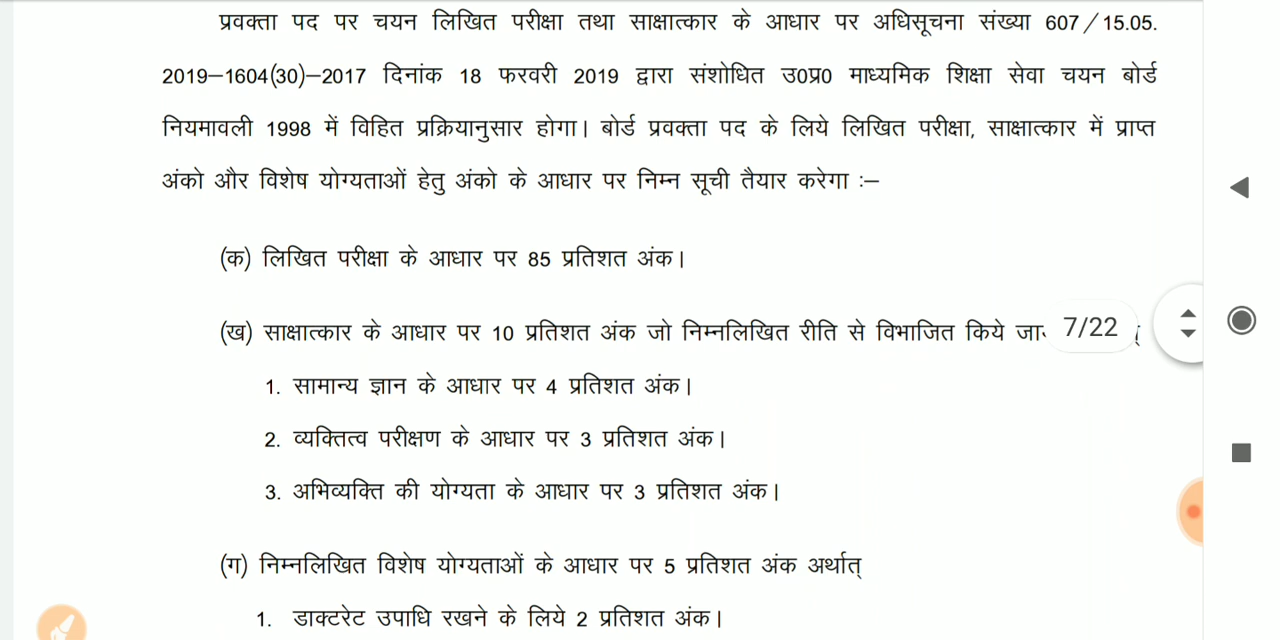 प्रवक्ता पद पर चयन लिखित परीक्षा तथा साक्षात्कार के आधार पर अधिसूचना संख्या 607 / 15.05.
2019–1604(30)–2017 दिनांक 18 फरवरी 2019 द्वारा संशोधित उ0प्र0 माध्यमिक शिक्षा सेवा चयन बोर्ड
नियमावली 1998 में विहित प्रक्रियानुसार होगा। बोर्ड प्रवक्ता पद के लिये लिखित परीक्षा, साक्षात्कार में प्राप्त
अंको और विशेष योग्यताओं हेतु अंको के आधार पर निम्न सूची तैयार करेगा :–
(क) लिखित परीक्षा के आधार पर 85 प्रतिशत अंक।
(ख) साक्षात्कार के आधार पर 10 प्रतिशत अंक जो निम्नलिखित रीति से विभाजित किये
7/22
1. सामान्य ज्ञान के आधार पर 4 प्रतिशत अंक।
2. व्यक्तित्व परीक्षण के आधार पर 3 प्रतिशत अंक।
3. अभिव्यक्ति की योग्यता के आधार पर 3 प्रतिशत अंक।
(ग) निम्नलिखित विशेष योग्यताओं के आधार पर 5 प्रतिशत अंक अर्थात्
1. डाक्टरेट उपाधि रखने के लिये 2 प्रतिशत अंक।